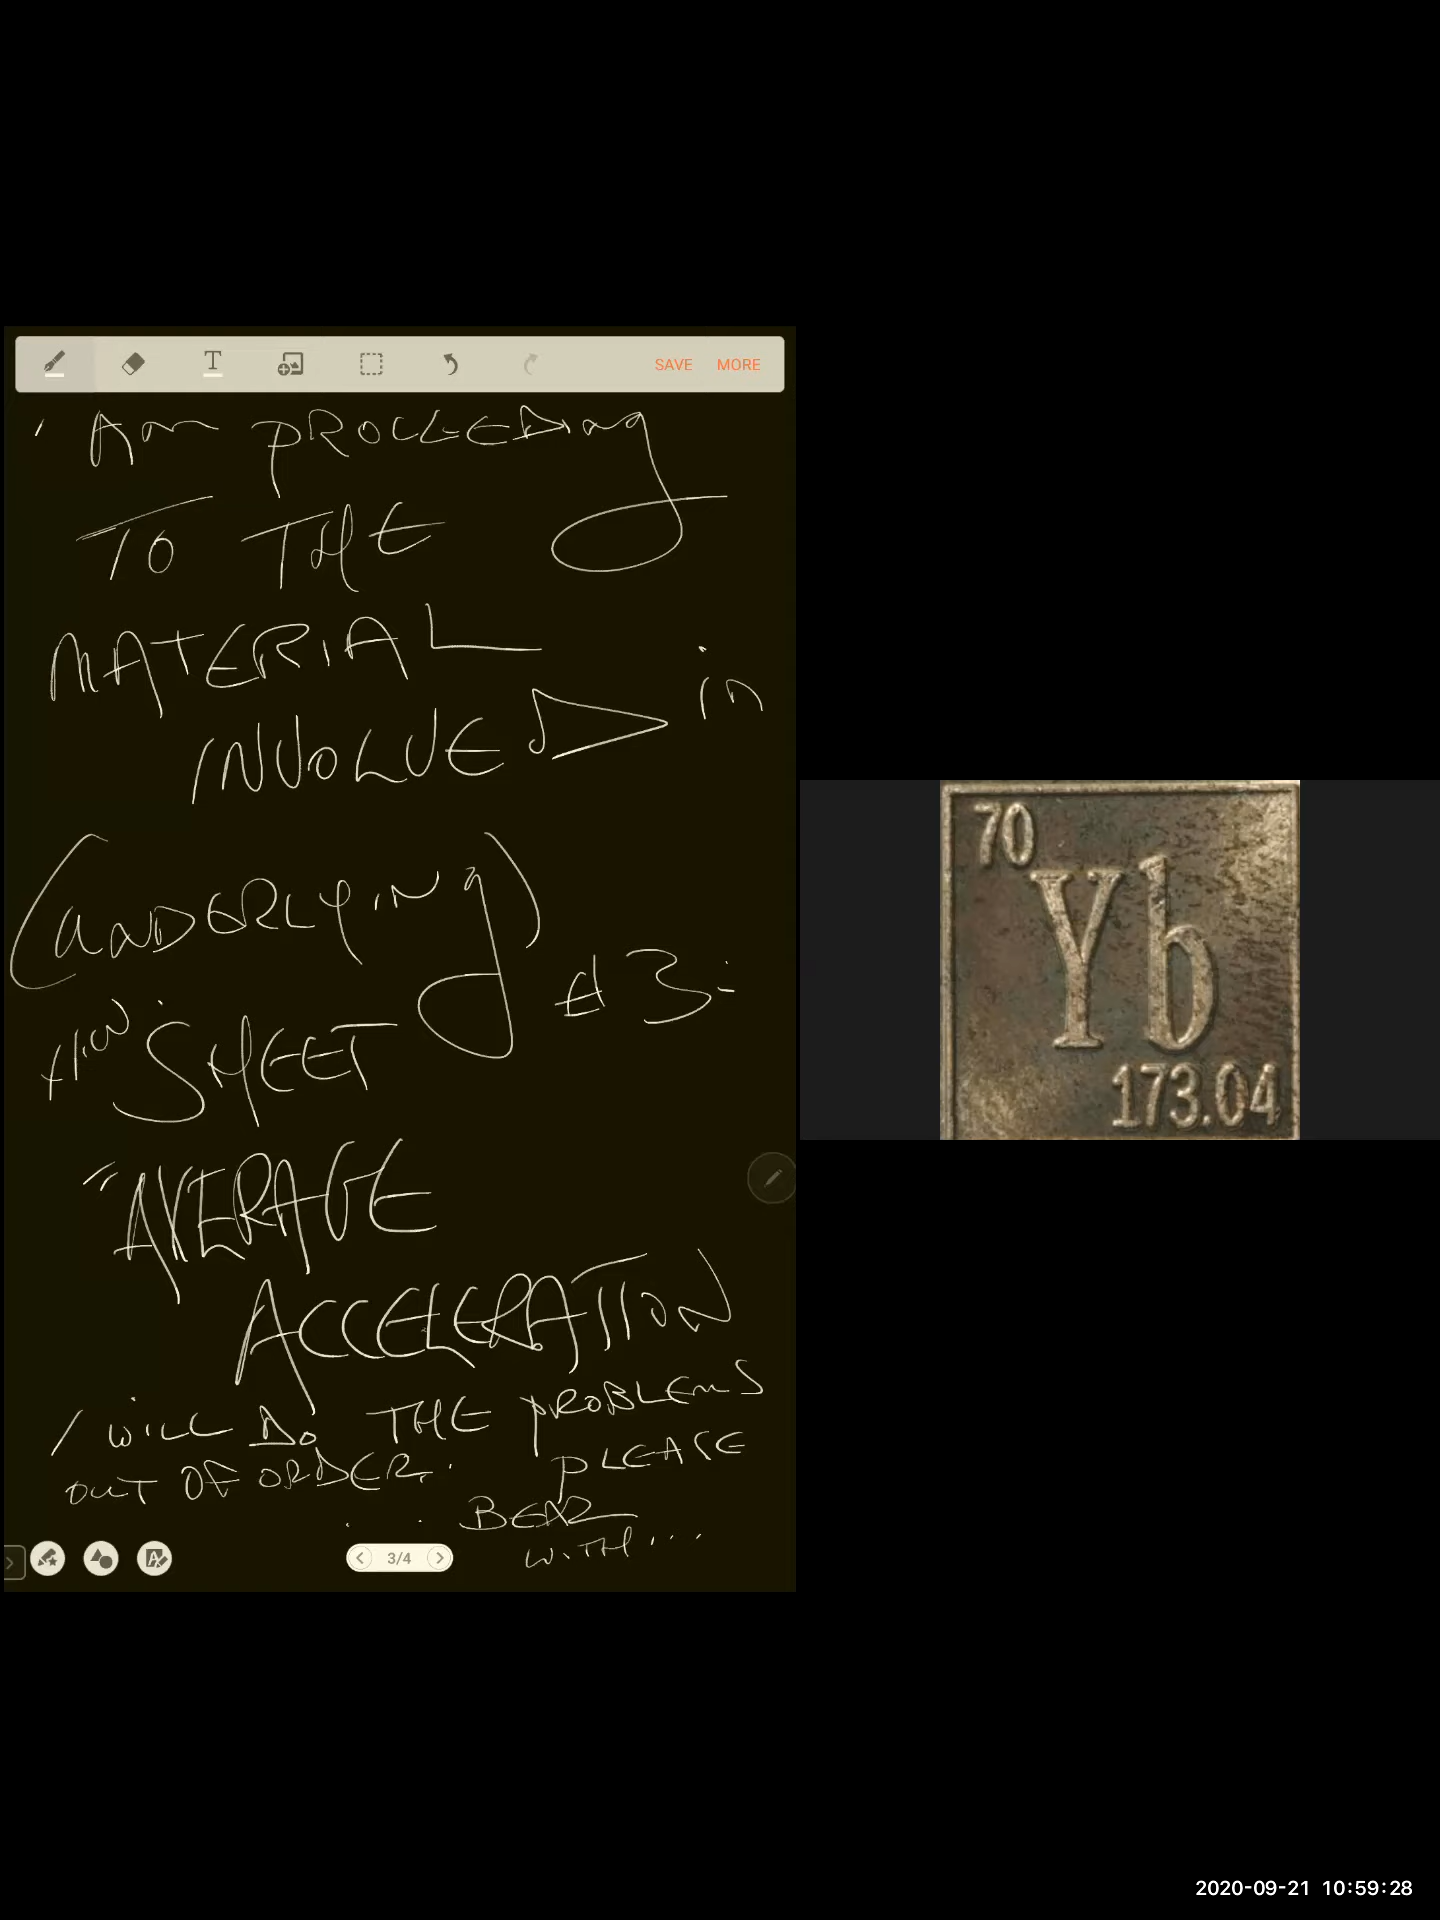 T
SAVE MORE
' Am PROCEEDING
TO THE
MATERIAL
INVOLVED in
(UNDERLYING)
SHEET # 3:
"AVERAGE
ACCELERATION
I WILL DO THE PROBLEMS
OUT OF ORDER. PLEASE
BEAR
WITH...
3/4
70
Yb
173.04
2020-09-21 10:59:28